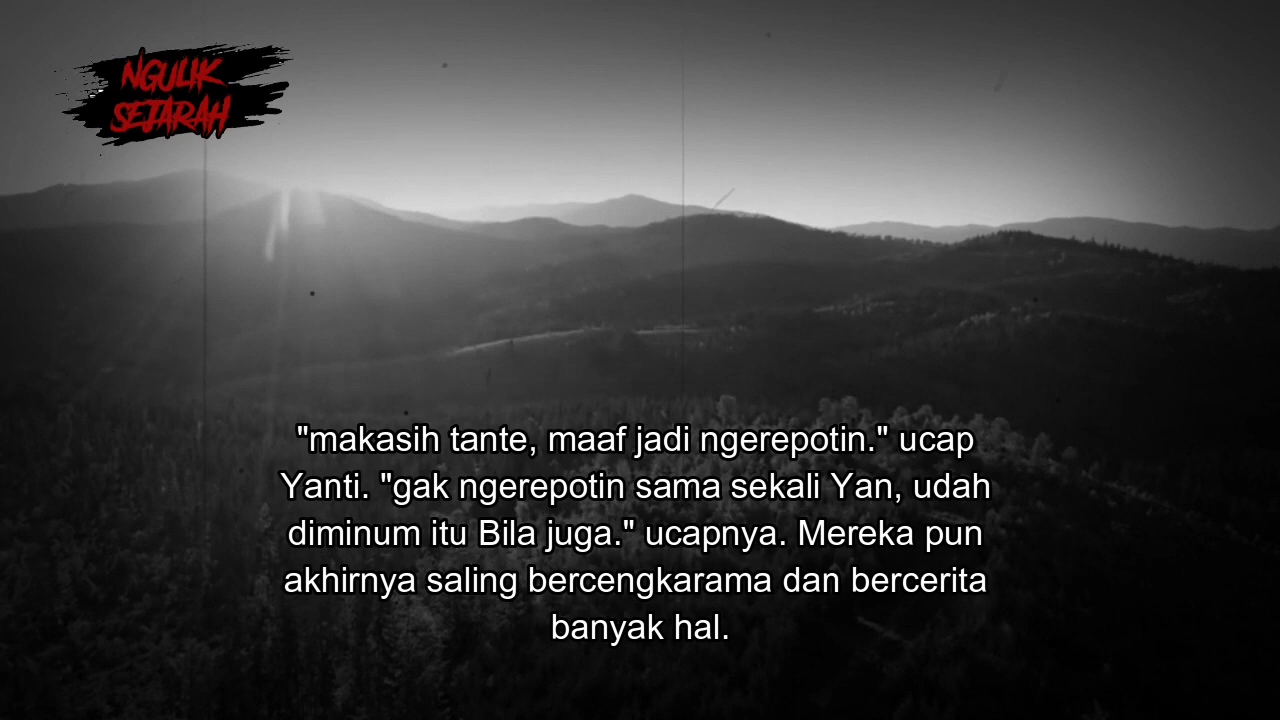 NGULIK
SEJARAH
"makasih tante, maaf jadi ngerepotin." ucap
Yanti. "gak ngerepotin sama sekali Yan, udah
diminum itu Bila juga." ucapnya. Mereka pun
akhirnya saling bercengkarama dan bercerita
banyak hal.